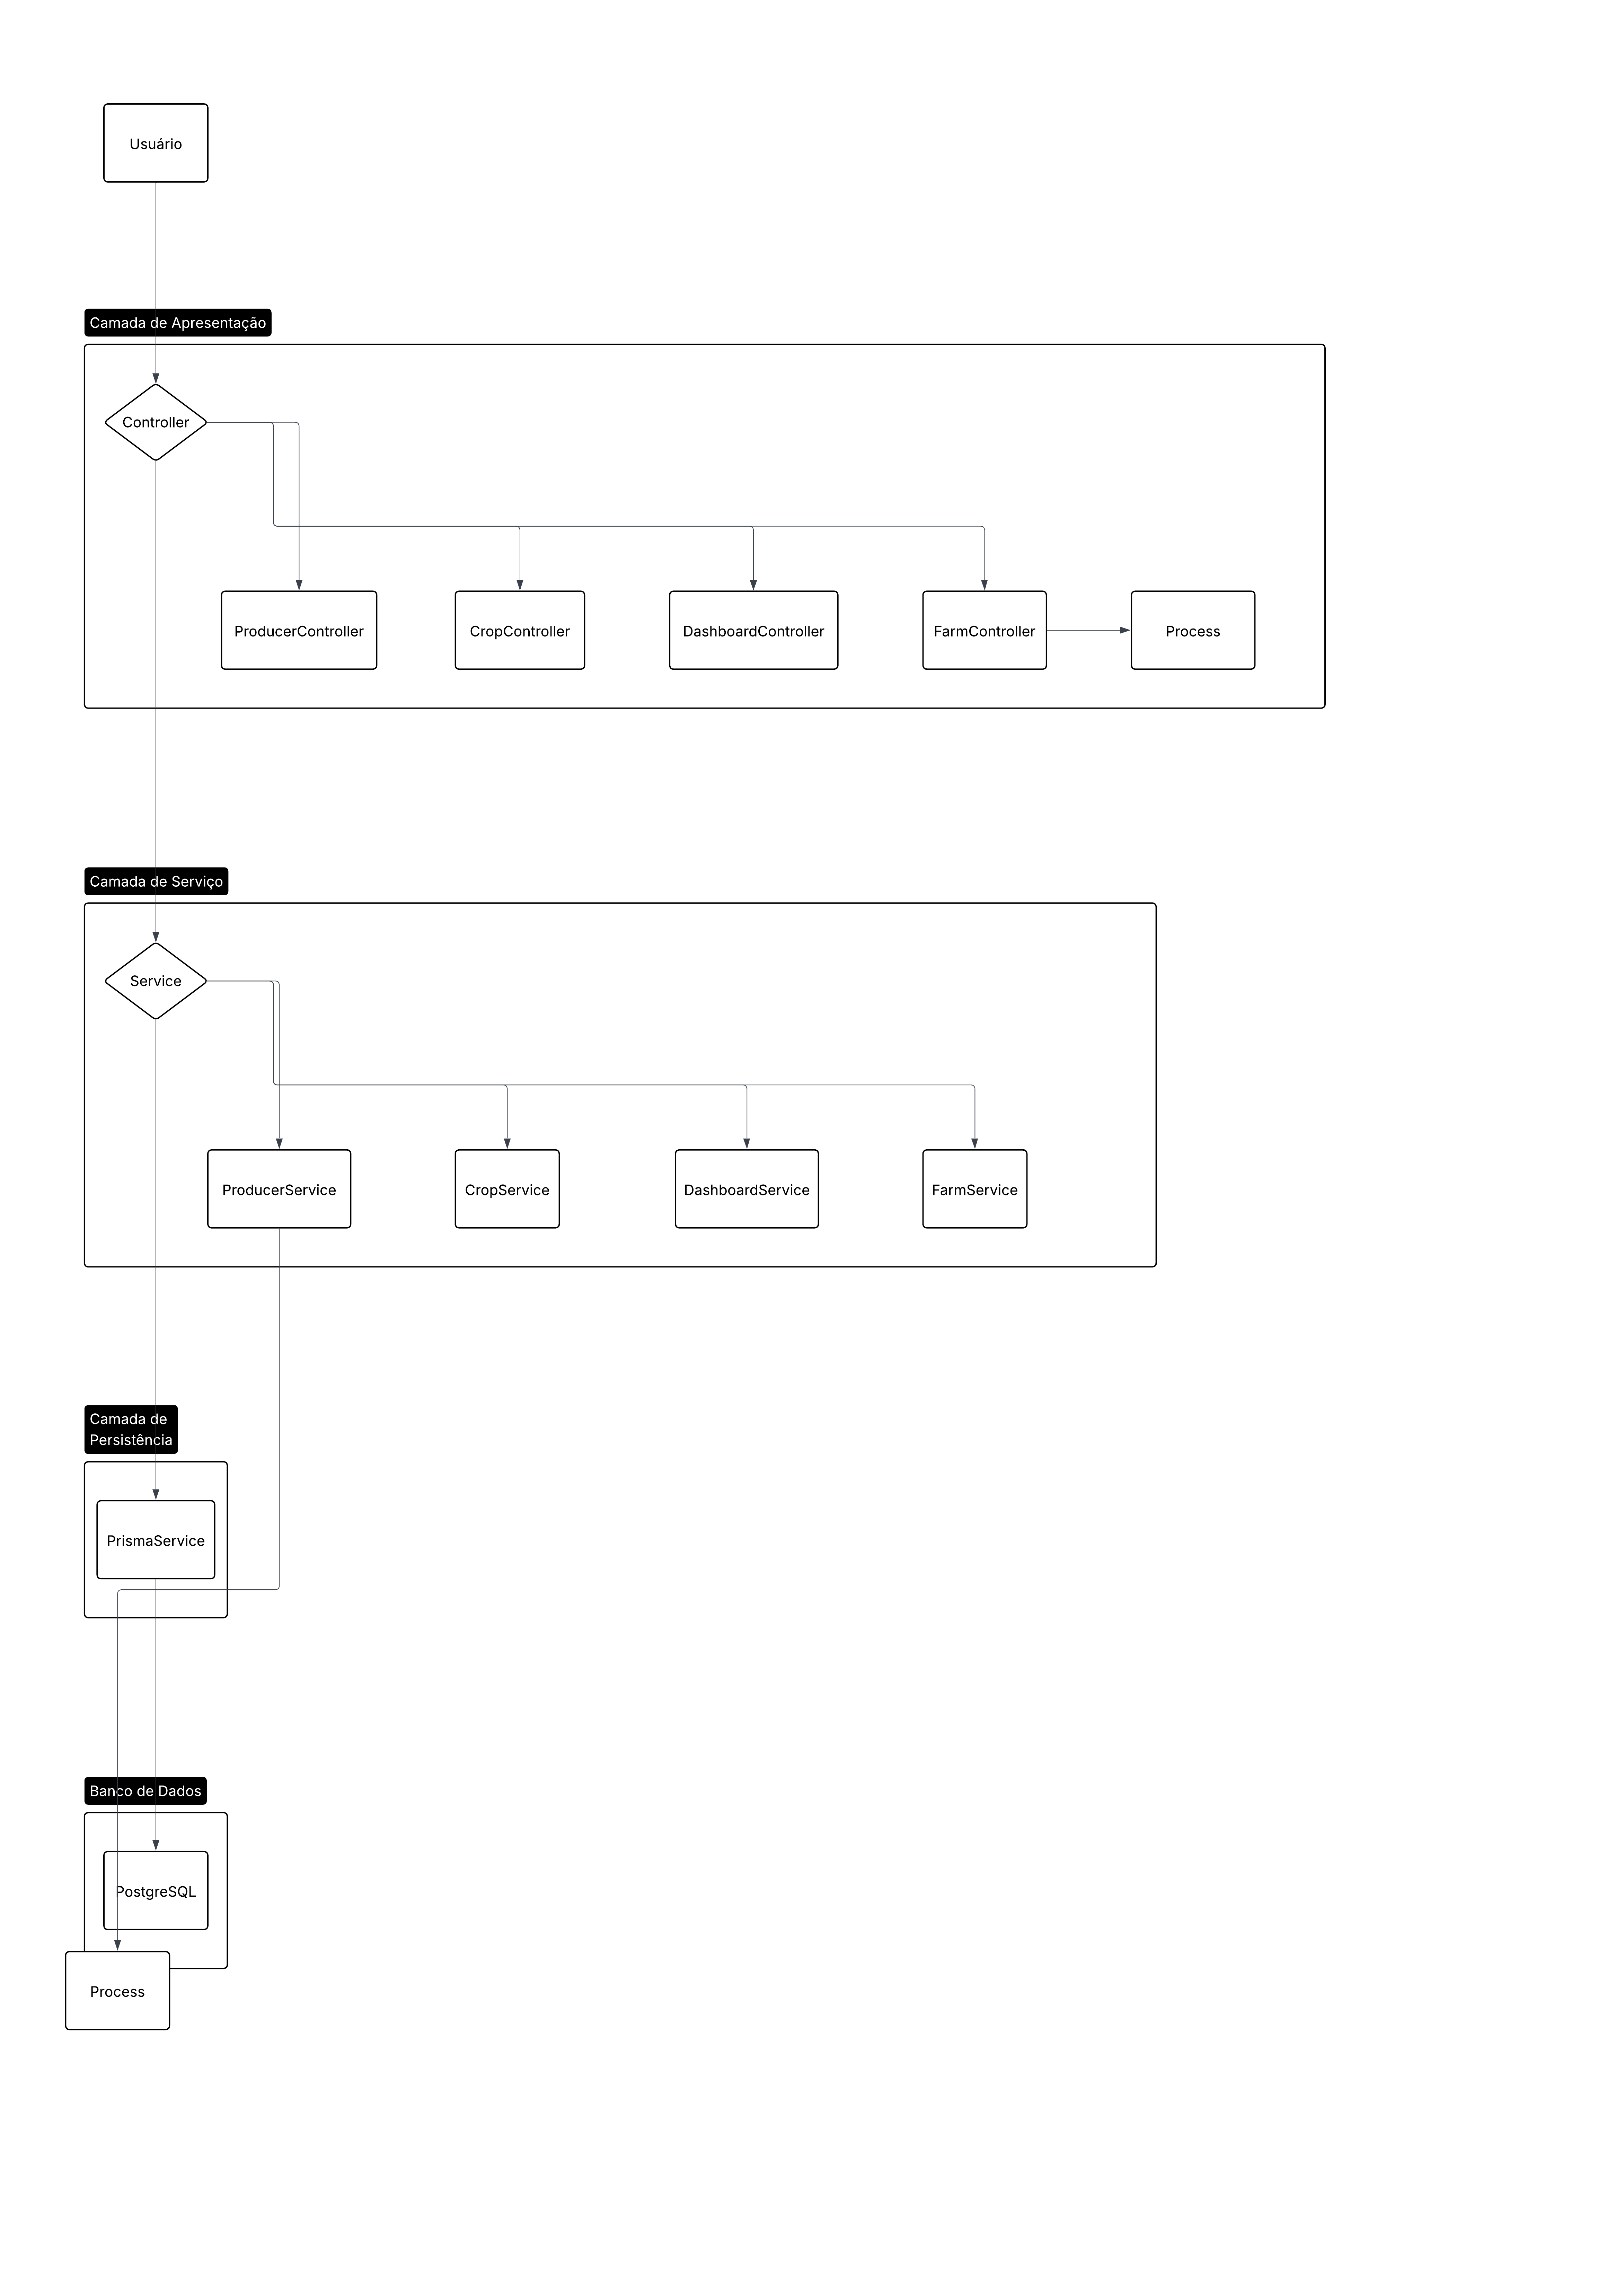 Usuário
Camada de Apresentação
Controller
ProducerController
CropController
DashboardController
FarmController
Process
Camada de Serviço
Service
ProducerService
CropService
DashboardService
FarmService
Camada de
Persistência
PrismaService
Banco de Dados
PostgreSQL
Process